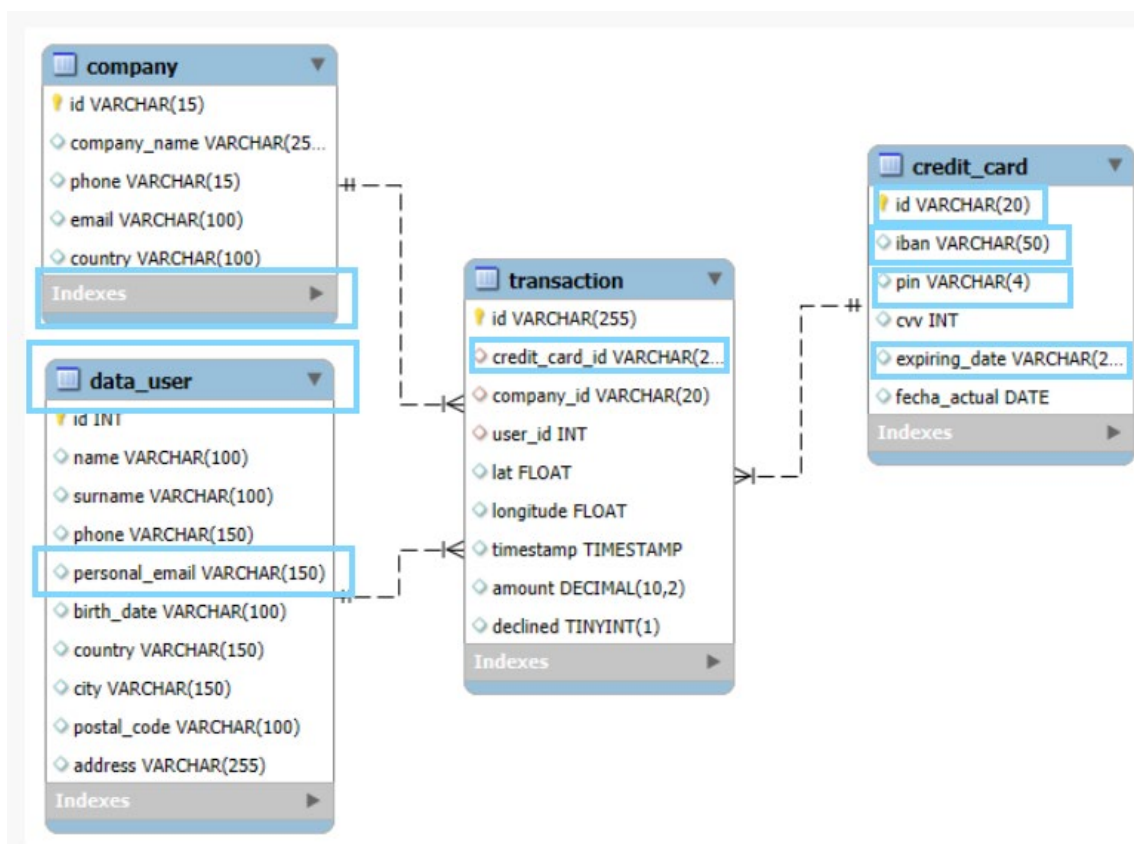 company
id VARCHAR(15)
company_name VARCHAR(25...
phone VARCHAR(15)
email VARCHAR(100)
country VARCHAR(100)
Indexes
data_user
id INT
name VARCHAR(100)
surname VARCHAR(100)
phone VARCHAR(150)
personal_email VARCHAR(150)
birth_date VARCHAR(100)
country VARCHAR(150)
city VARCHAR(150)
postal_code VARCHAR(100)
address VARCHAR(255)
Indexes
transaction
id VARCHAR(255)
credit_card_id VARCHAR(2...
company_id VARCHAR(20)
user_id INT
lat FLOAT
longitude FLOAT
timestamp TIMESTAMP
amount DECIMAL(10,2)
declined TINYINT(1)
Indexes
credit_card
id VARCHAR(20)
iban VARCHAR(50)
pin VARCHAR(4)
cvv INT
expiring_date VARCHAR(2...
fecha_actual DATE
Indexes